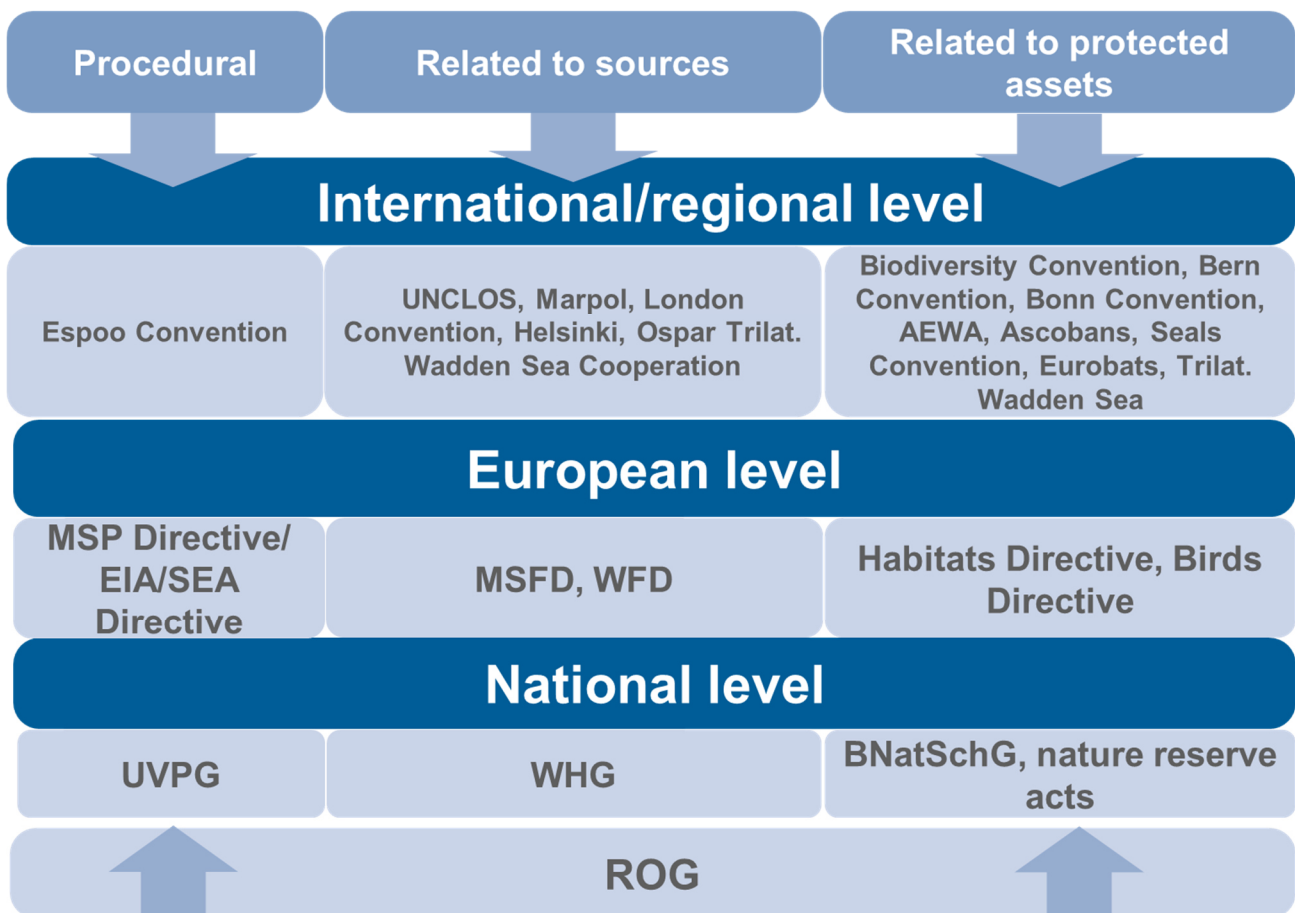 Procedural
Related to sources
Related to protected
assets
International/regional level
Espoo Convention
UNCLOS, Marpol, London
Convention, Helsinki, Ospar Trilat.
Wadden Sea Cooperation
Biodiversity Convention, Bern
Convention, Bonn Convention,
AEWA, Ascobans, Seals
Convention, Eurobats, Trilat.
Wadden Sea
European level
MSP Directive/
EIA/SEA
Directive
MSFD, WFD
Habitats Directive, Birds
Directive
National level
UVPG
WHG
BNatSchG, nature reserve
acts
ROG